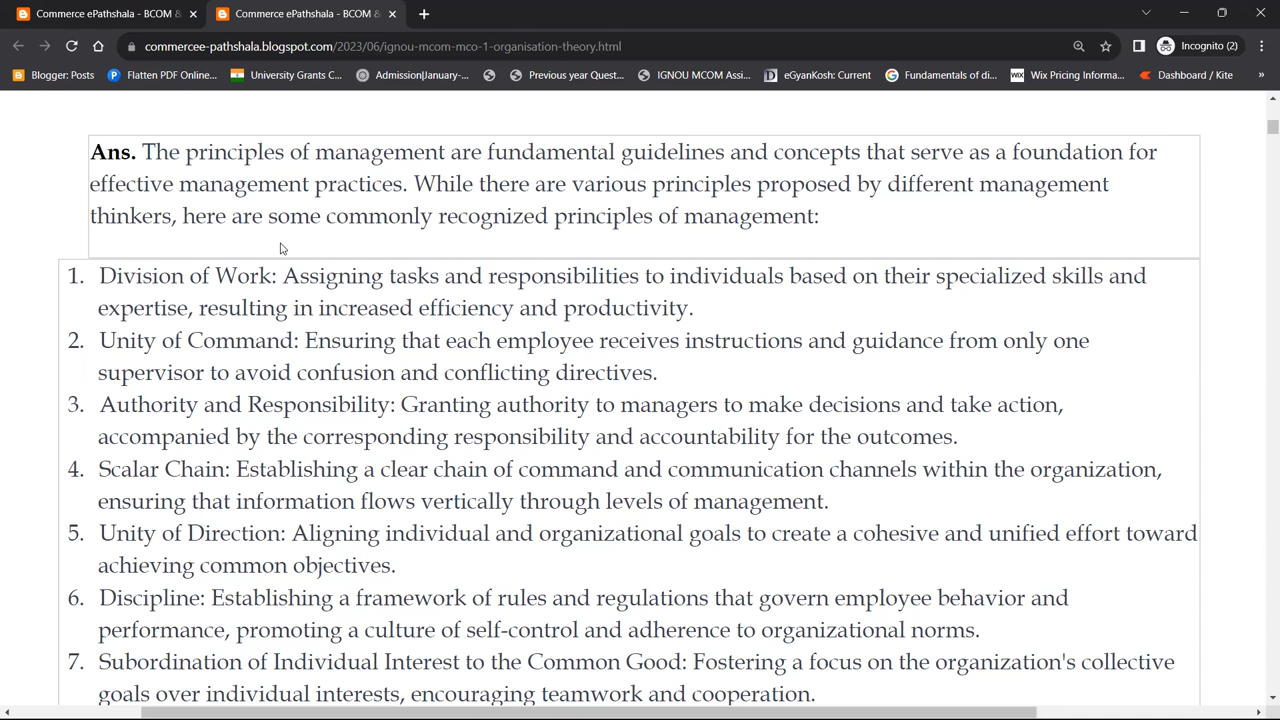 Commerce ePathshala - BCOM &
Commerce ePathshala - BCOM &
commercee-pathshala.blogspot.com/2023/06/ignou-mcom-mco-1-organisation-theory.html
Incognito (2)
Blogger: Posts
Flatten PDF Online...
University Grants C...
Admission|January-...
Previous year Quest...
IGNOU MCOM Assi...
eGyanKosh: Current
Fundamentals of di...
Wix Pricing Informa...
Dashboard / Kite
»
Ans. The principles of management are fundamental guidelines and concepts that serve as a foundation for
effective management practices. While there are various principles proposed by different management
thinkers, here are some commonly recognized principles of management:
1. Division of Work: Assigning tasks and responsibilities to individuals based on their specialized skills and
expertise, resulting in increased efficiency and productivity.
2. Unity of Command: Ensuring that each employee receives instructions and guidance from only one
supervisor to avoid confusion and conflicting directives.
3. Authority and Responsibility: Granting authority to managers to make decisions and take action,
accompanied by the corresponding responsibility and accountability for the outcomes.
4. Scalar Chain: Establishing a clear chain of command and communication channels within the organization,
ensuring that information flows vertically through levels of management.
5. Unity of Direction: Aligning individual and organizational goals to create a cohesive and unified effort toward
achieving common objectives.
6. Discipline: Establishing a framework of rules and regulations that govern employee behavior and
performance, promoting a culture of self-control and adherence to organizational norms.
7. Subordination of Individual Interest to the Common Good: Fostering a focus on the organization's collective
goals over individual interests, encouraging teamwork and cooperation.